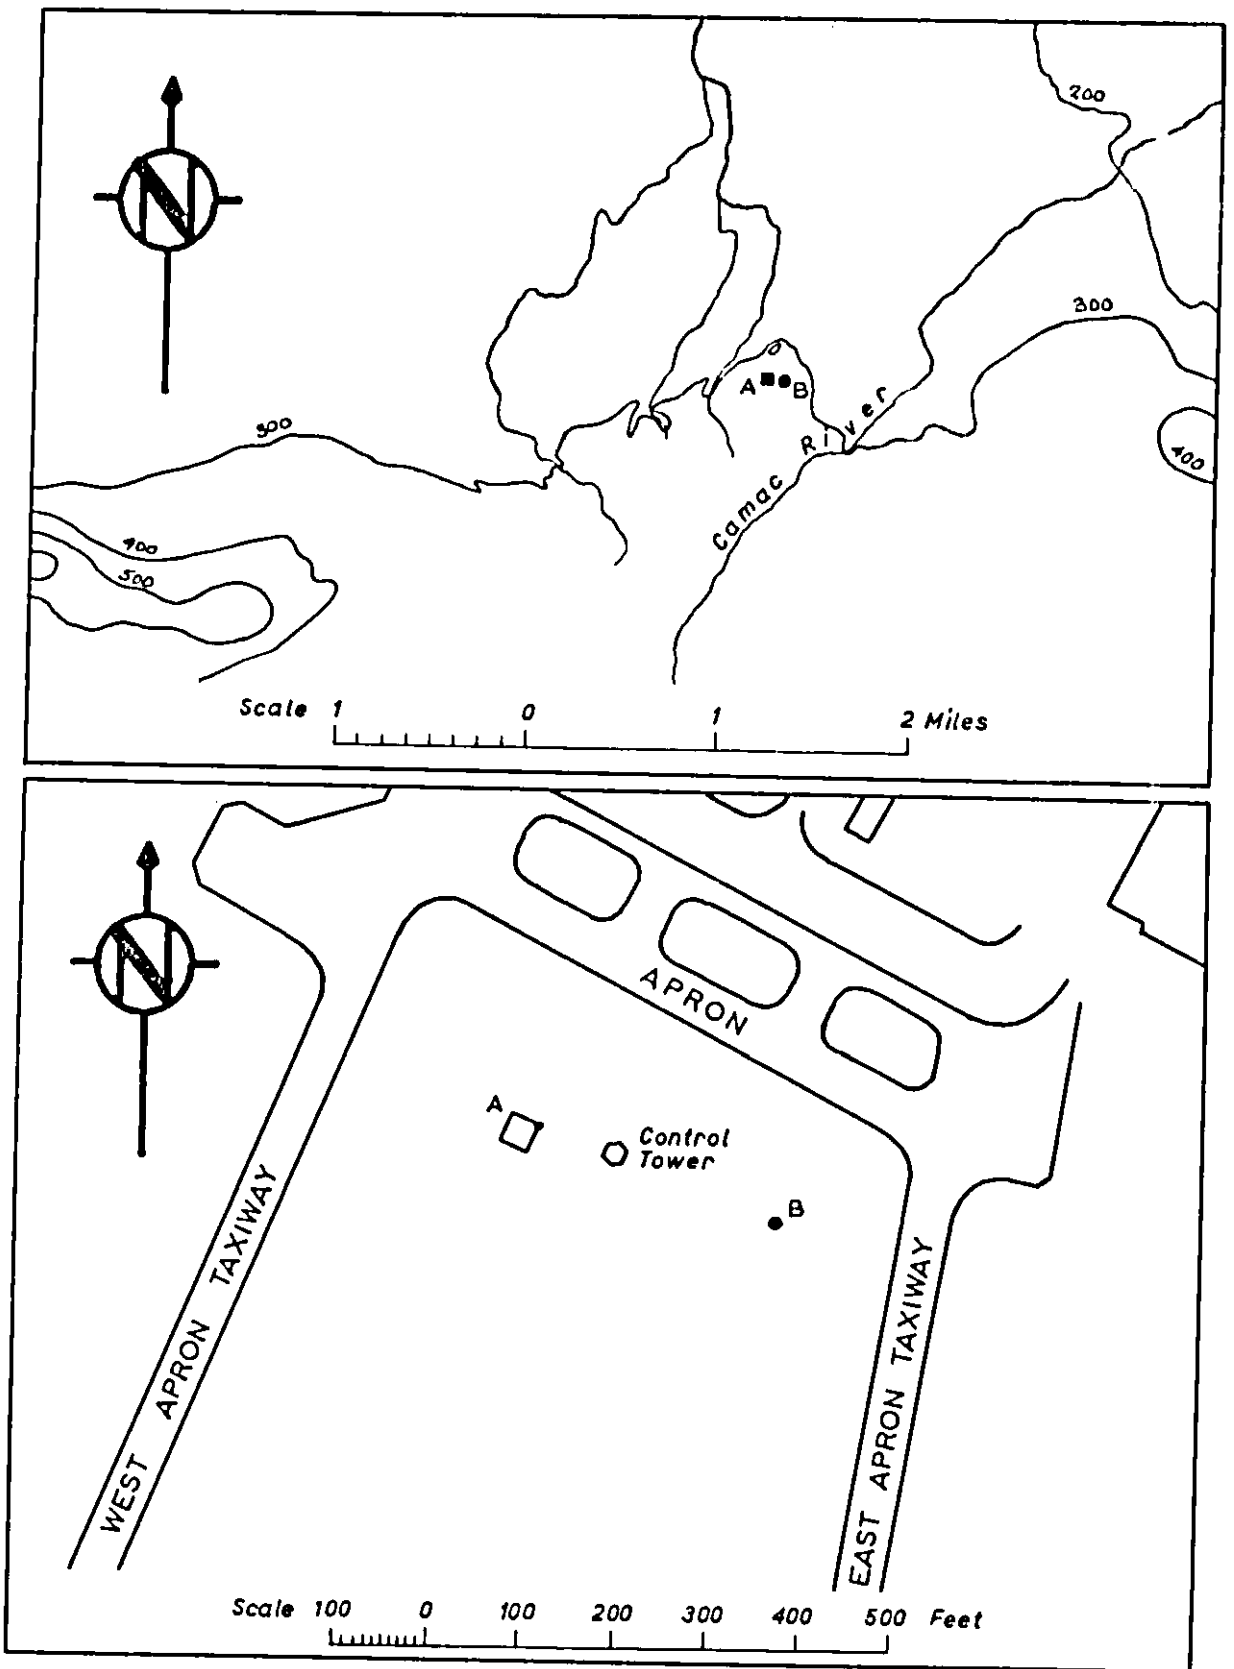 N
200
300
A B
Camac River
300
400
400
500
Scale 1 0 1 2 Miles
N
APRON
A
Control
Tower
B
WEST APRON TAXIWAY
EAST APRON TAXIWAY
Scale 100 0 100 200 300 400 500 Feet